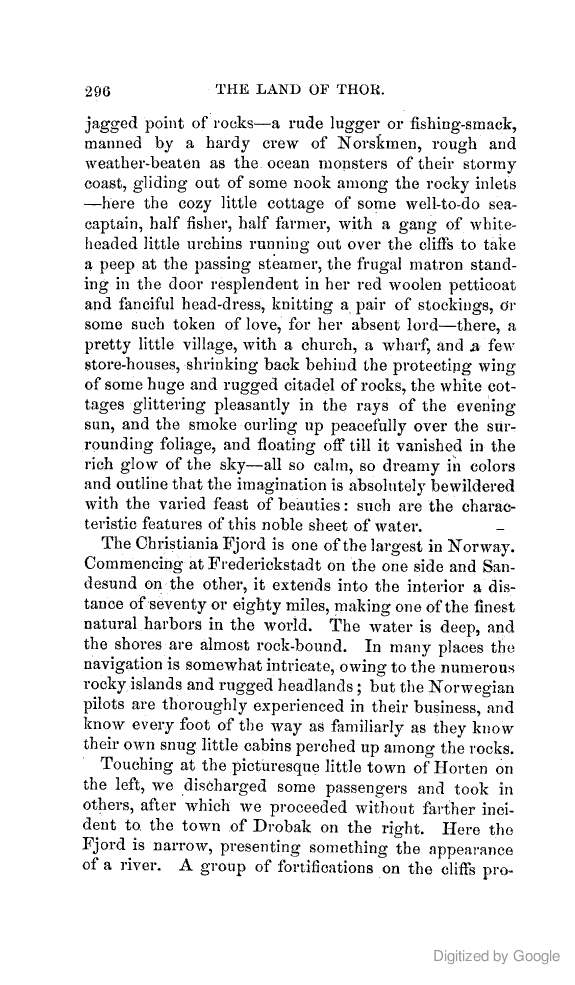 296 THE LAND OF THOR.
jagged point of rocks—a rude lugger or fishing-smack,
manned by a hardy crew of Norskmen, rough and
weather-beaten as the ocean monsters of their stormy
coast, gliding out of some nook among the rocky inlets
—here the cozy little cottage of some well-to-do sea-
captain, half fisher, half farmer, with a gang of white-
headed little urchins running out over the cliffs to take
a peep at the passing steamer, the frugal matron stand-
ing in the door resplendent in her red woolen petticoat
and fanciful head-dress, knitting a pair of stockings, or
some such token of love, for her absent lord—there, a
pretty little village, with a church, a wharf, and a few
store-houses, shrinking back behind the protecting wing
of some huge and rugged citadel of rocks, the white cot-
tages glittering pleasantly in the rays of the evening
sun, and the smoke curling up peacefully over the sur-
rounding foliage, and floating off till it vanished in the
rich glow of the sky—all so calm, so dreamy in colors
and outline that the imagination is absolutely bewildered
with the varied feast of beauties: such are the charac-
teristic features of this noble sheet of water.
The Christiania Fjord is one of the largest in Norway.
Commencing at Frederickstadt on the one side and San-
desund on the other, it extends into the interior a dis-
tance of seventy or eighty miles, making one of the finest
natural harbors in the world. The water is deep, and
the shores are almost rock-bound. In many places the
navigation is somewhat intricate, owing to the numerous
rocky islands and rugged headlands; but the Norwegian
pilots are thoroughly experienced in their business, and
know every foot of the way as familiarly as they know
their own snug little cabins perched up among the rocks.
Touching at the picturesque little town of Horten on
the left, we discharged some passengers and took in
others, after which we proceeded without farther inci-
dent to the town of Drobak on the right. Here the
Fjord is narrow, presenting something the appearance
of a river. A group of fortifications on the cliffs pro-
Digitized by Google